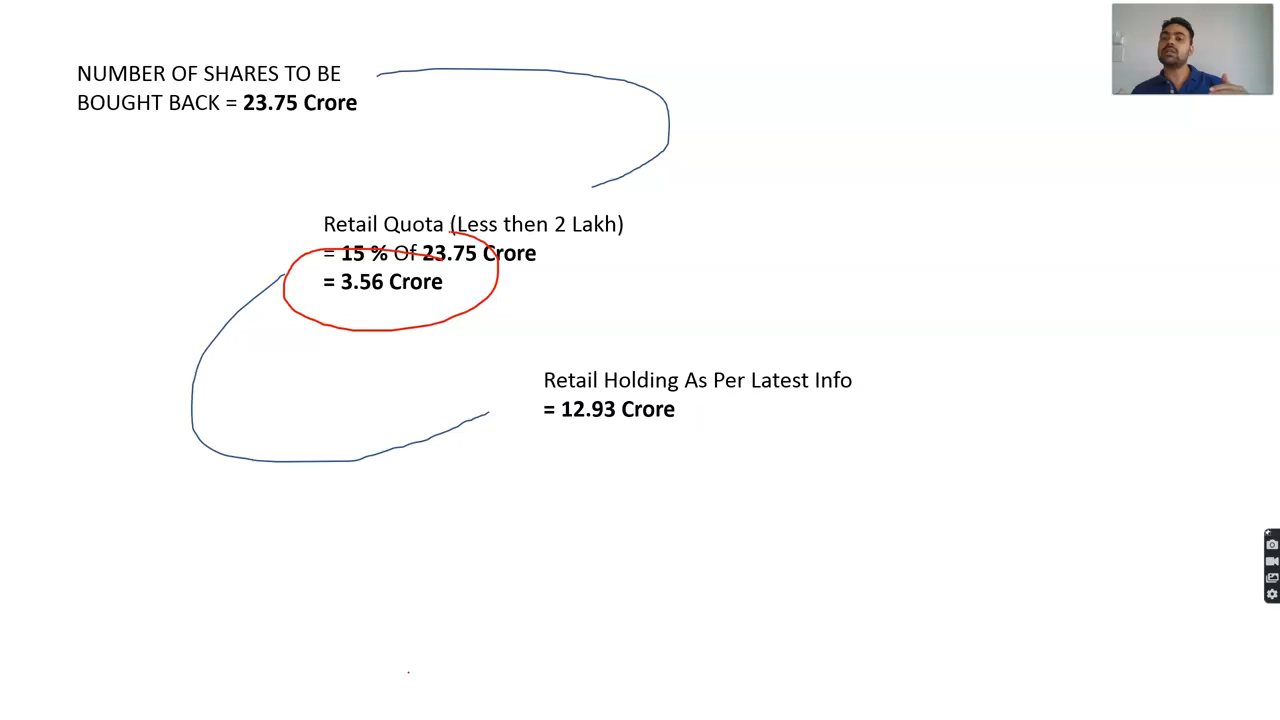 NUMBER OF SHARES TO BE
BOUGHT BACK = 23.75 Crore
Retail Quota (Less then 2 Lakh)
= 15 % Of 23.75 Crore
= 3.56 Crore
Retail Holding As Per Latest Info
= 12.93 Crore